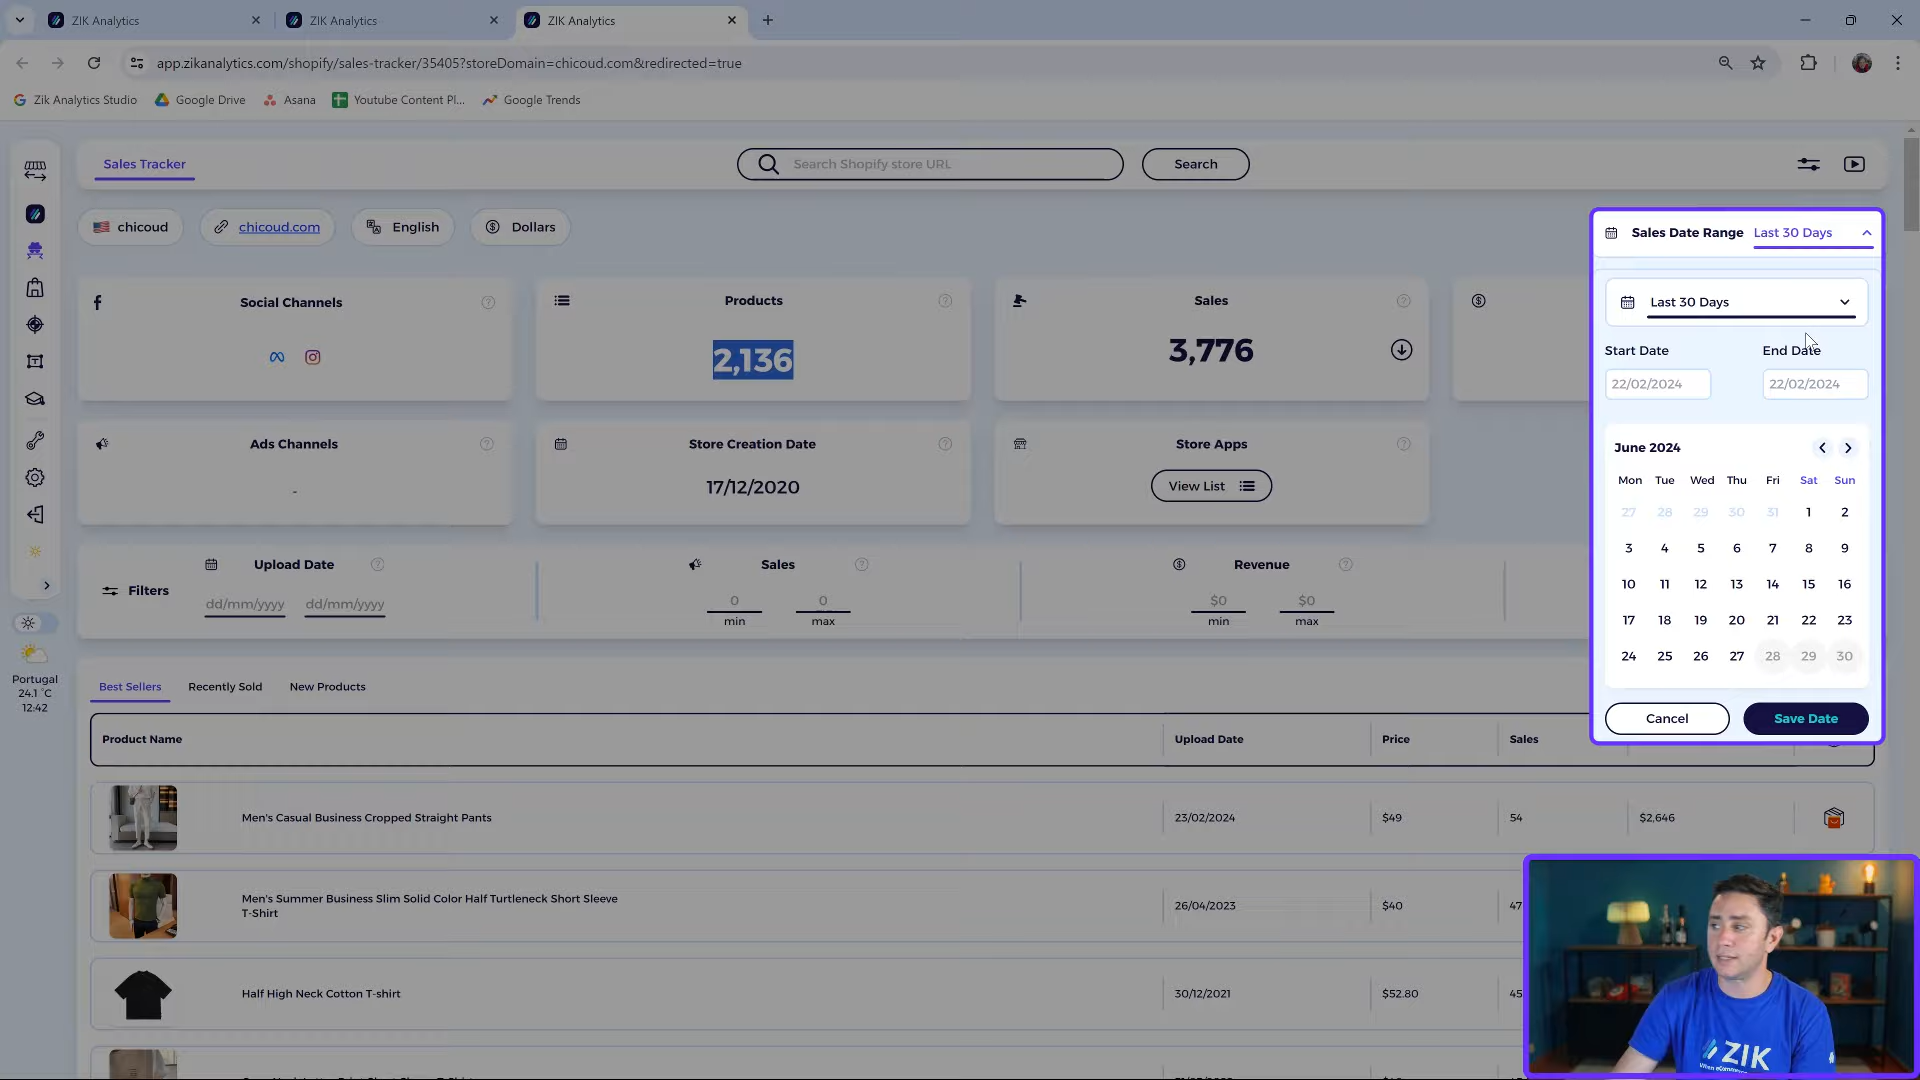 ZIK Analytics
ZIK Analytics
ZIK Analytics
app.zikanalytics.com/shopify/sales-tracker/35405?storeDomain=chicoud.com&redirected=true
Zik Analytics Studio
Google Drive
Asana
Youtube Content Pl...
Google Trends
Sales Tracker
Search Shopify store URL
Search
chicoud
chicoud.com
English
Dollars
Sales Date Range Last 30 Days
Last 30 Days
Start Date End Date
22/02/2024 22/02/2024
June 2024
Mon Tue Wed Thu Fri Sat Sun
27 28 29 30 31 1 2
3 4 5 6 7 8 9
10 11 12 13 14 15 16
17 18 19 20 21 22 23
24 25 26 27 28 29 30
Cancel Save Date
Social Channels
Products
2,136
Sales
3,776
Ads Channels
-
Store Creation Date
17/12/2020
Store Apps
View List
Filters
Upload Date
dd/mm/yyyy dd/mm/yyyy
Sales
0 0
min max
Revenue
$0 $0
min max
Portugal
24.1 °C
12:42
Best Sellers Recently Sold New Products
Product Name Upload Date Price Sales
Men's Casual Business Cropped Straight Pants 23/02/2024 $49 54 $2,646
Men's Summer Business Slim Solid Color Half Turtleneck Short Sleeve
T-Shirt
26/04/2023 $40 47
Half High Neck Cotton T-shirt 30/12/2021 $52.80 45
ZIK